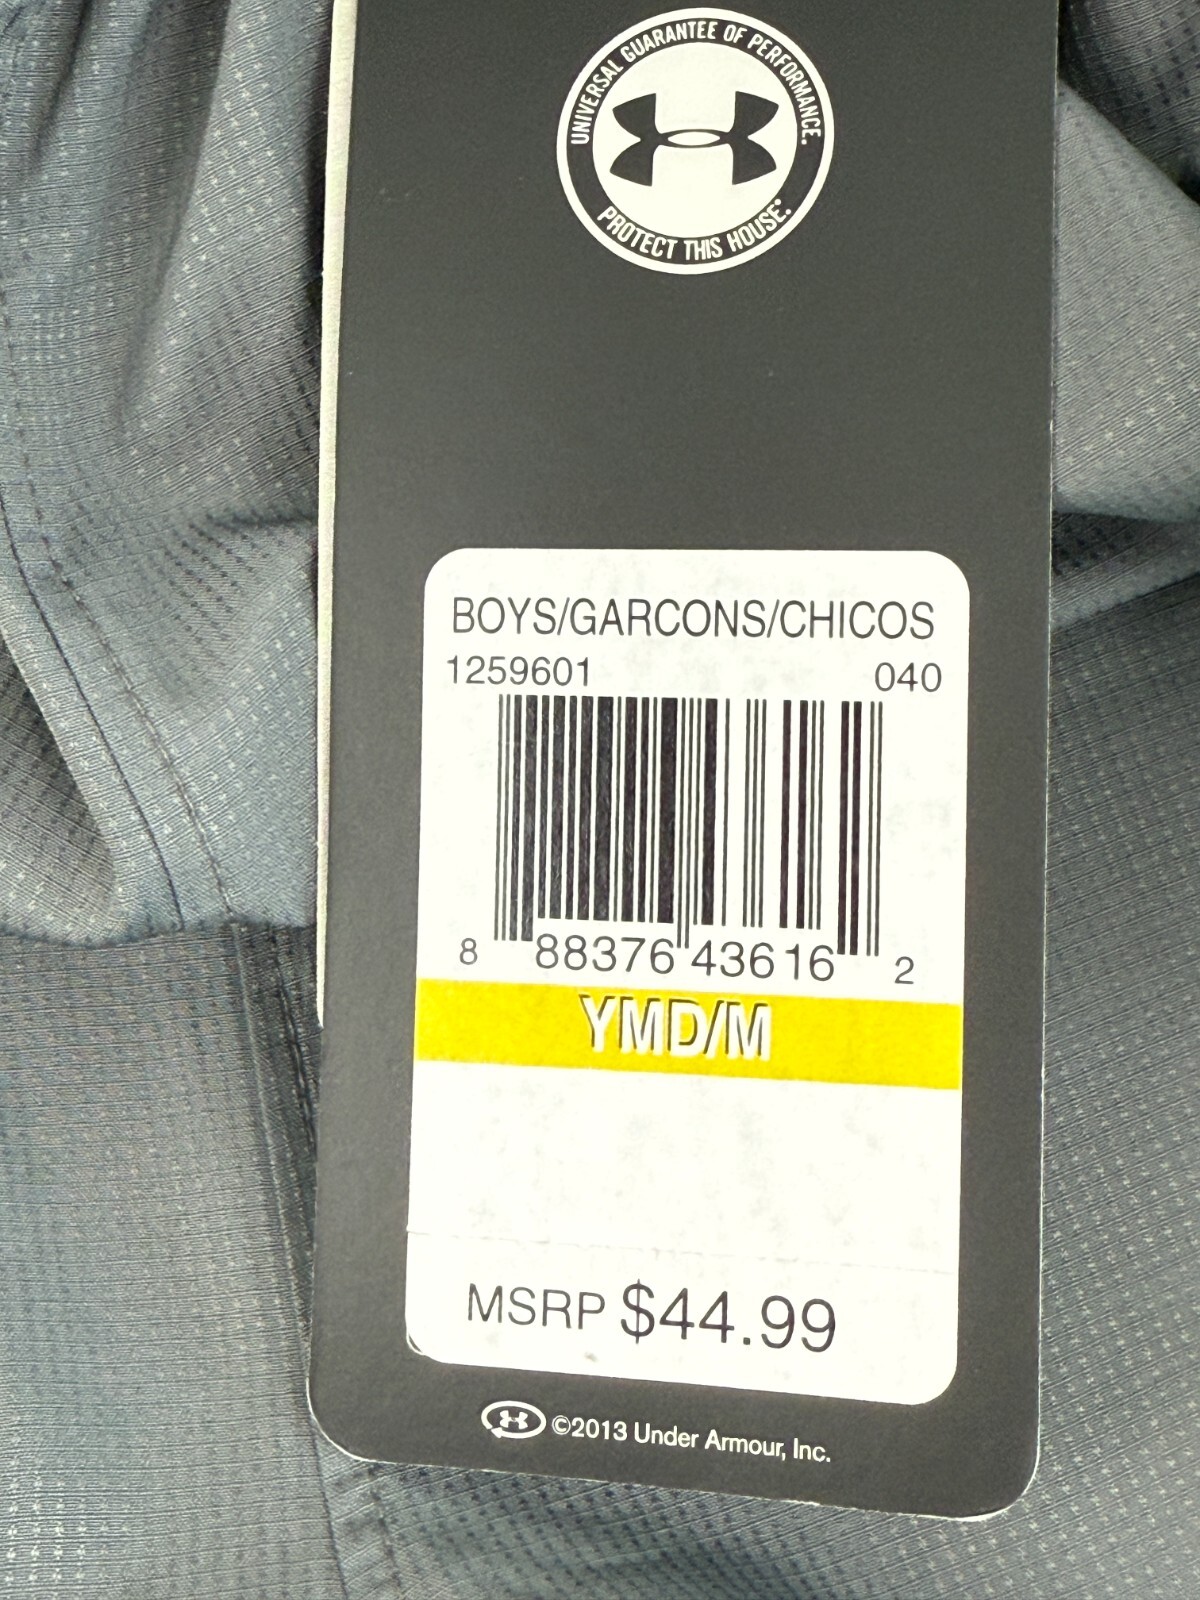 UNIVERSAL GUARANTEE OF PERFORMANCE.
PROTECT THIS HOUSE.®
BOYS/GARCONS/CHICOS
1259601 040
8 88376 43616 2
YMD/M
MSRP $44.99
©2013 Under Armour, Inc.